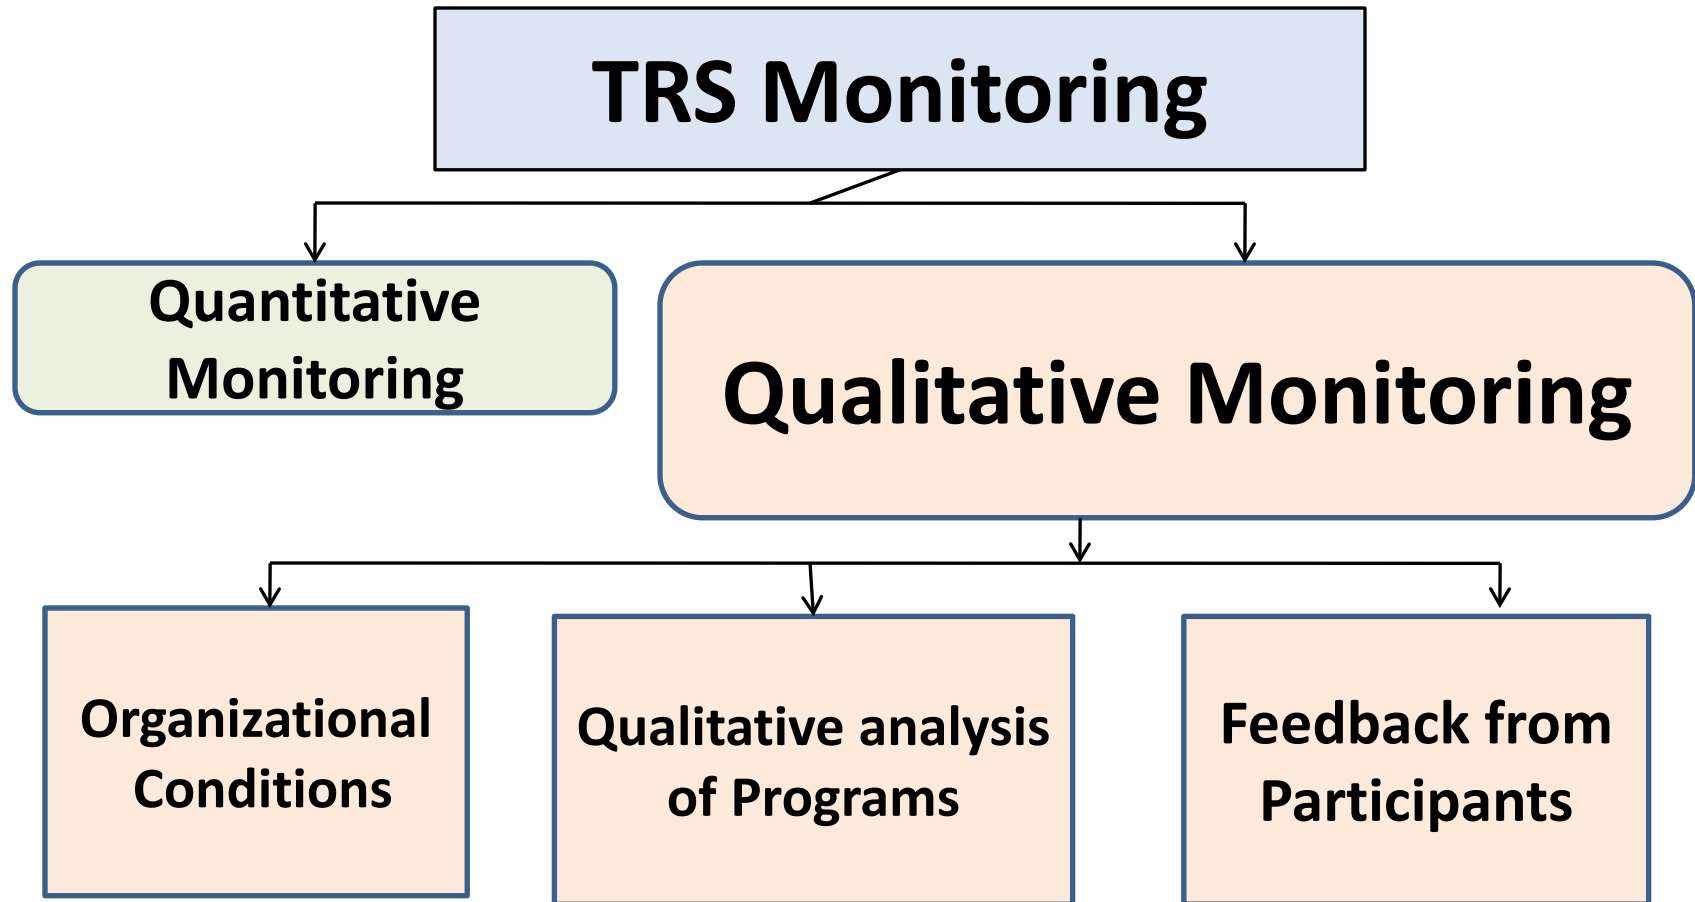 TRS Monitoring
Quantitative
Monitoring
Qualitative Monitoring
Organizational
Conditions
Qualitative analysis
of Programs
Feedback from
Participants